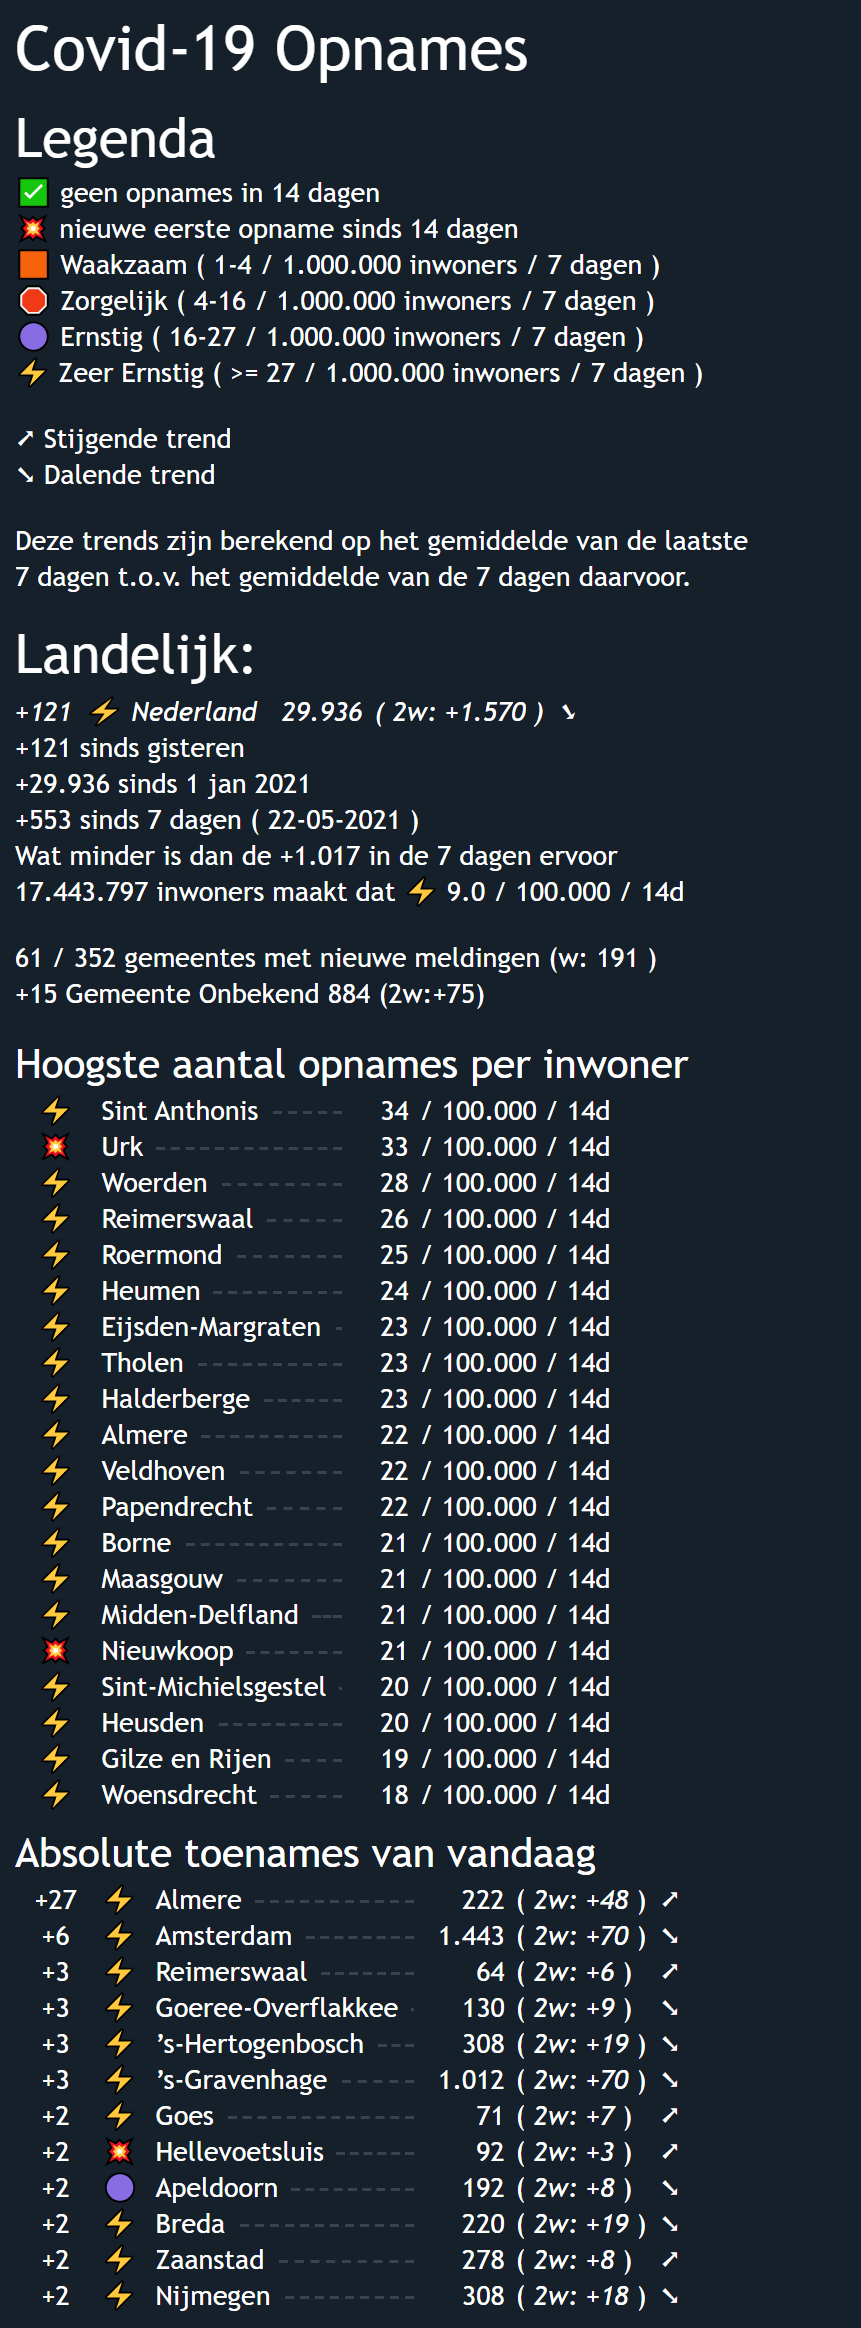 Covid-19 Opnames
Legenda
✅ geen opnames in 14 dagen
💥 nieuwe eerste opname sinds 14 dagen
🟧 Waakzaam ( 1-4 / 1.000.000 inwoners / 7 dagen )
🛑 Zorgelijk ( 4-16 / 1.000.000 inwoners / 7 dagen )
🟣 Ernstig ( 16-27 / 1.000.000 inwoners / 7 dagen )
⚡ Zeer Ernstig ( >= 27 / 1.000.000 inwoners / 7 dagen )
➚ Stijgende trend
➘ Dalende trend
Deze trends zijn berekend op het gemiddelde van de laatste
7 dagen t.o.v. het gemiddelde van de 7 dagen daarvoor.
Landelijk:
+121 ⚡ Nederland 29.936 ( 2w: +1.570 ) ➘
+121 sinds gisteren
+29.936 sinds 1 jan 2021
+553 sinds 7 dagen ( 22-05-2021 )
Wat minder is dan de +1.017 in de 7 dagen ervoor
17.443.797 inwoners maakt dat ⚡ 9.0 / 100.000 / 14d
61 / 352 gemeentes met nieuwe meldingen (w: 191 )
+15 Gemeente Onbekend 884 (2w:+75)
Hoogste aantal opnames per inwoner
⚡ Sint Anthonis ----- 34 / 100.000 / 14d
💥 Urk ------------- 33 / 100.000 / 14d
⚡ Woerden -------- 28 / 100.000 / 14d
⚡ Reimerswaal ----- 26 / 100.000 / 14d
⚡ Roermond ------- 25 / 100.000 / 14d
⚡ Heumen --------- 24 / 100.000 / 14d
⚡ Eijsden-Margraten - 23 / 100.000 / 14d
⚡ Tholen ---------- 23 / 100.000 / 14d
⚡ Halderberge ------ 23 / 100.000 / 14d
⚡ Almere ---------- 22 / 100.000 / 14d
⚡ Veldhoven ------- 22 / 100.000 / 14d
⚡ Papendrecht ----- 22 / 100.000 / 14d
⚡ Borne ----------- 21 / 100.000 / 14d
⚡ Maasgouw ------- 21 / 100.000 / 14d
⚡ Midden-Delfland --- 21 / 100.000 / 14d
💥 Nieuwkoop ------- 21 / 100.000 / 14d
⚡ Sint-Michielsgestel - 20 / 100.000 / 14d
⚡ Heusden -------- 20 / 100.000 / 14d
⚡ Gilze en Rijen ---- 19 / 100.000 / 14d
⚡ Woensdrecht ----- 18 / 100.000 / 14d
Absolute toenames van vandaag
+27 ⚡ Almere ----------- 222 ( 2w: +48 ) ➚
+6 ⚡ Amsterdam -------- 1.443 ( 2w: +70 ) ➘
+3 ⚡ Reimerswaal ------- 64 ( 2w: +6 ) ➚
+3 ⚡ Goeree-Overflakkee - 130 ( 2w: +9 ) ➘
+3 ⚡ ’s-Hertogenbosch --- 308 ( 2w: +19 ) ➘
+3 ⚡ ’s-Gravenhage ----- 1.012 ( 2w: +70 ) ➘
+2 ⚡ Goes ------------- 71 ( 2w: +7 ) ➚
+2 💥 Hellevoetsluis ------ 92 ( 2w: +3 ) ➚
+2 🟣 Apeldoorn --------- 192 ( 2w: +8 ) ➘
+2 ⚡ Breda ------------ 220 ( 2w: +19 ) ➘
+2 ⚡ Zaanstad --------- 278 ( 2w: +8 ) ➚
+2 ⚡ Nijmegen --------- 308 ( 2w: +18 ) ➘